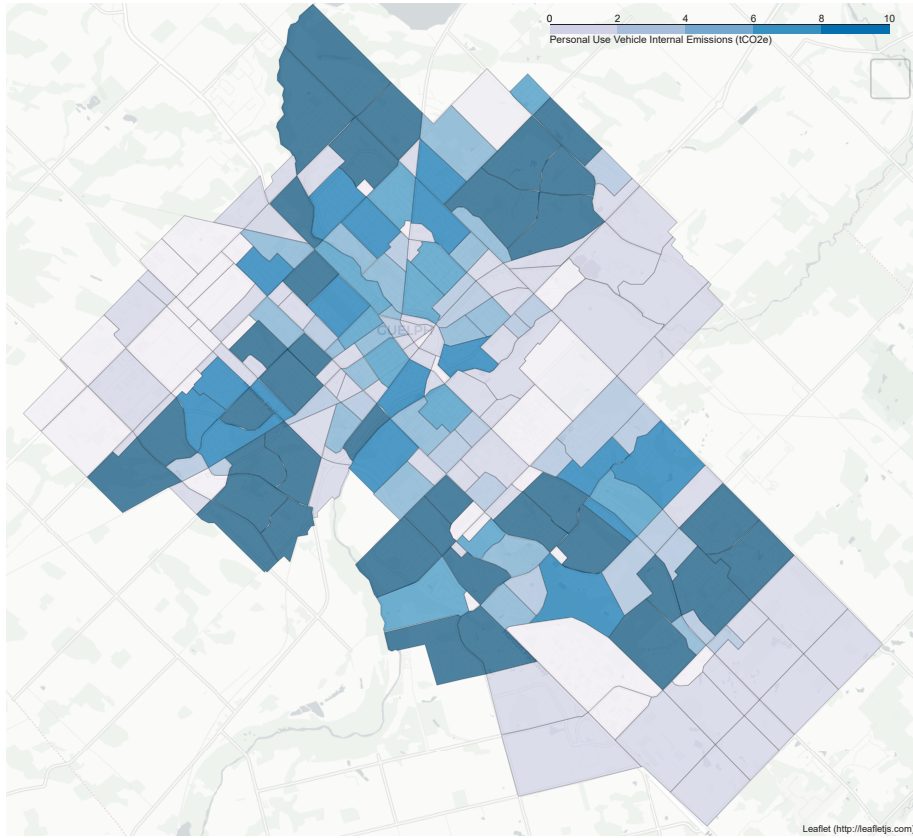 0 2 4 6 8 10
Personal Use Vehicle Internal Emissions (tCO2e)
GUELPH
Leaflet (http://leafletjs.com)